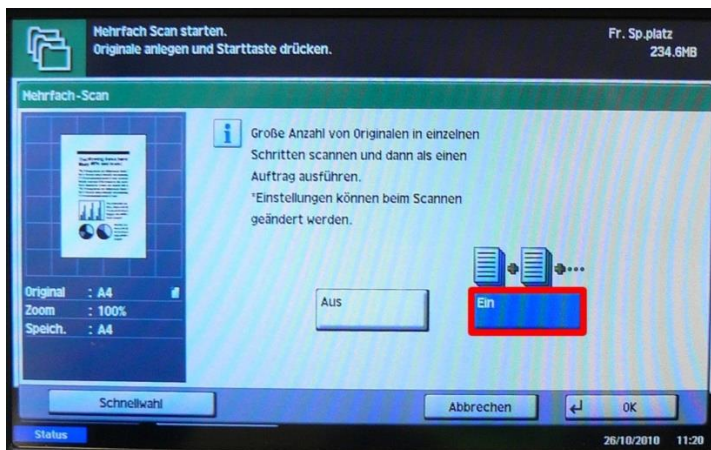 Mehrfach Scan starten.
Originale anlegen und Starttaste drücken.
Fr. Sp.platz
234.6MB
Mehrfach-Scan
Große Anzahl von Originalen in einzelnen
Schritten scannen und dann als einen
Auftrag ausführen.
*Einstellungen können beim Scannen
geändert werden.
Original : A4
Zoom : 100%
Speich. : A4
Aus
Ein
Schnellwahl
Abbrechen
OK
Status
26/10/2010 11:20